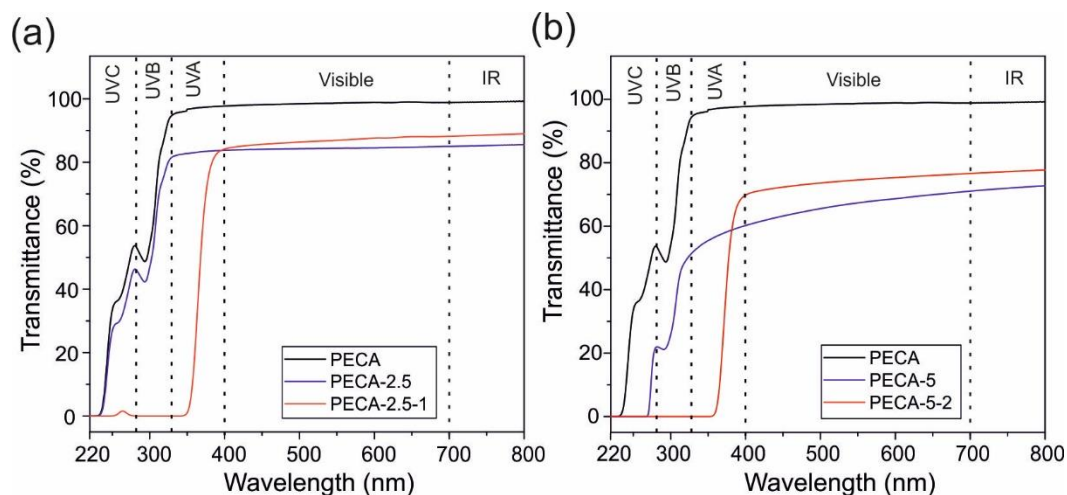 (a)
UVC
UVB
UVA
Visible
IR
100
80
60
40
20
0
Transmittance (%)
PECA
PECA-2.5
PECA-2.5-1
220 300 400 500 600 700 800
Wavelength (nm)
(b)
UVC
UVB
UVA
Visible
IR
100
80
60
40
20
0
Transmittance (%)
PECA
PECA-5
PECA-5-2
220 300 400 500 600 700 800
Wavelength (nm)